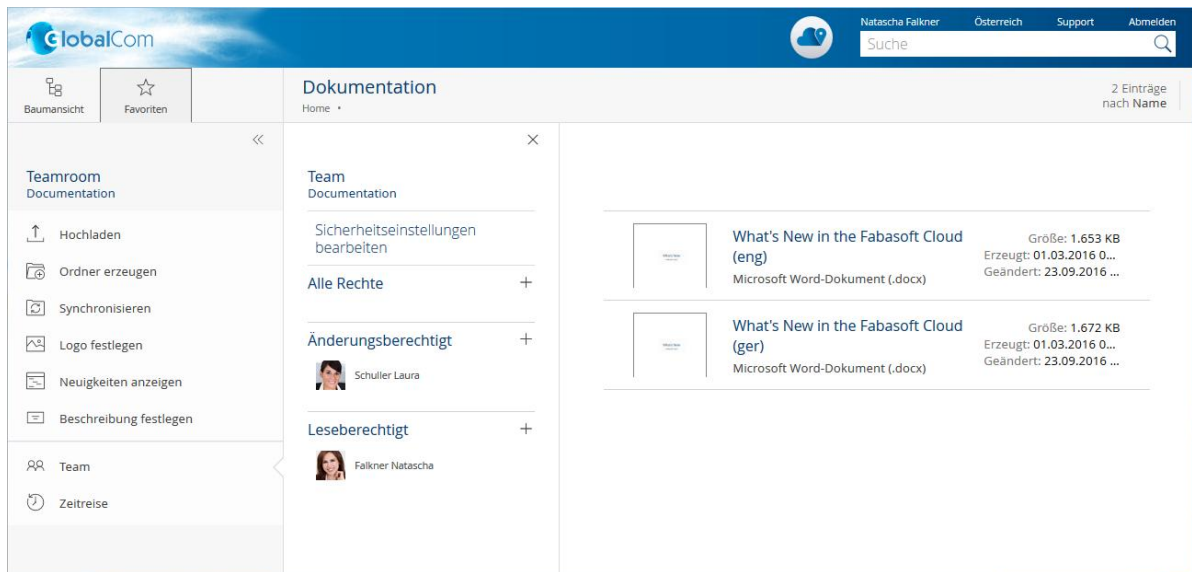 GlobalCom
Natascha Falkner Österreich Support Abmelden
Suche
Baumansicht
Favoriten
Dokumentation
Home •
2 Einträge
nach Name
Teamroom
Documentation
Hochladen
Ordner erzeugen
Synchronisieren
Logo festlegen
Neuigkeiten anzeigen
Beschreibung festlegen
Team
Zeitreise
Team
Documentation
Sicherheitseinstellungen
bearbeiten
Alle Rechte
Änderungsberechtigt
Schuller Laura
Leseberechtigt
Falkner Natascha
What's New in the Fabasoft Cloud
(eng)
Microsoft Word-Dokument (.docx)
Größe: 1.653 KB
Erzeugt: 01.03.2016 0...
Geändert: 23.09.2016 ...
What's New in the Fabasoft Cloud
(ger)
Microsoft Word-Dokument (.docx)
Größe: 1.672 KB
Erzeugt: 01.03.2016 0...
Geändert: 23.09.2016 ...